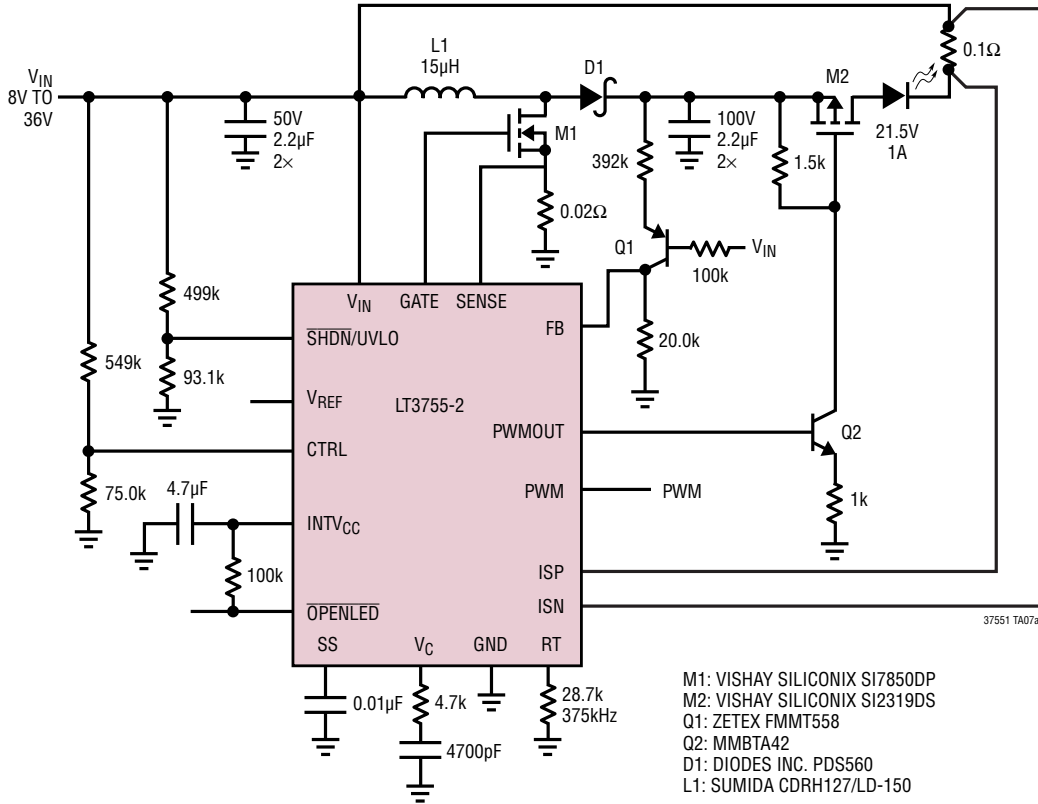 L1
15µH
D1
0.1Ω
M2
VIN
8V TO
36V
50V
2.2µF
2×
M1
100V
2.2µF
2×
21.5V
1A
392k
1.5k
0.02Ω
Q1
VIN
100k
499k
VIN
GATE
SENSE
FB
20.0k
SHDN/UVLO
549k
93.1k
VREF
LT3755-2
PWMOUT
Q2
CTRL
PWM
PWM
75.0k
4.7µF
1k
INTVCC
100k
ISP
OPENLED
ISN
37551 TA07a
SS
VC
GND
RT
0.01µF
4.7k
28.7k
375kHz
4700pF
M1: VISHAY SILICONIX SI7850DP
M2: VISHAY SILICONIX SI2319DS
Q1: ZETEX FMMT558
Q2: MMBTA42
D1: DIODES INC. PDS560
L1: SUMIDA CDRH127/LD-150